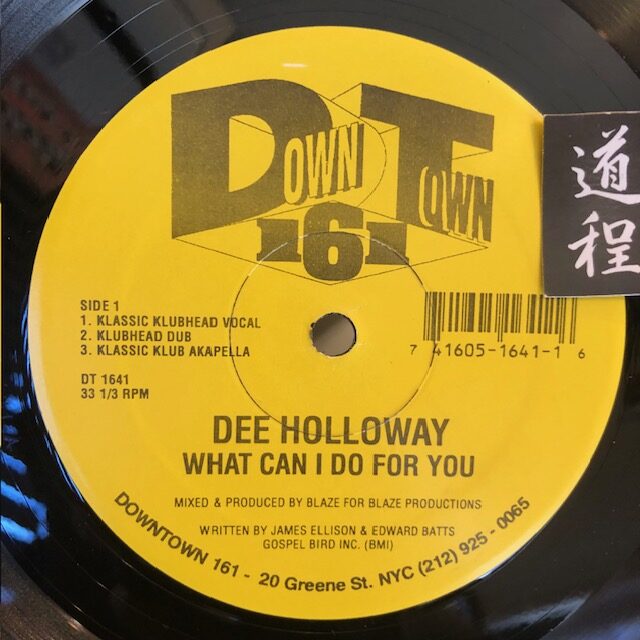 DOWN TOWN
161
SIDE 1
1. KLASSIC KLUBHEAD VOCAL
2. KLUBHEAD DUB
3. KLASSIC KLUB AKAPELLA
DT 1641
33 1/3 RPM
7 41605-1641-1 6
道程
DEE HOLLOWAY
WHAT CAN I DO FOR YOU
MIXED & PRODUCED BY BLAZE FOR BLAZE PRODUCTIONS
WRITTEN BY JAMES ELLISON & EDWARD BATTS
GOSPEL BIRD INC. (BMI)
DOWNTOWN 161 - 20 Greene St. NYC (212) 925 - 0065